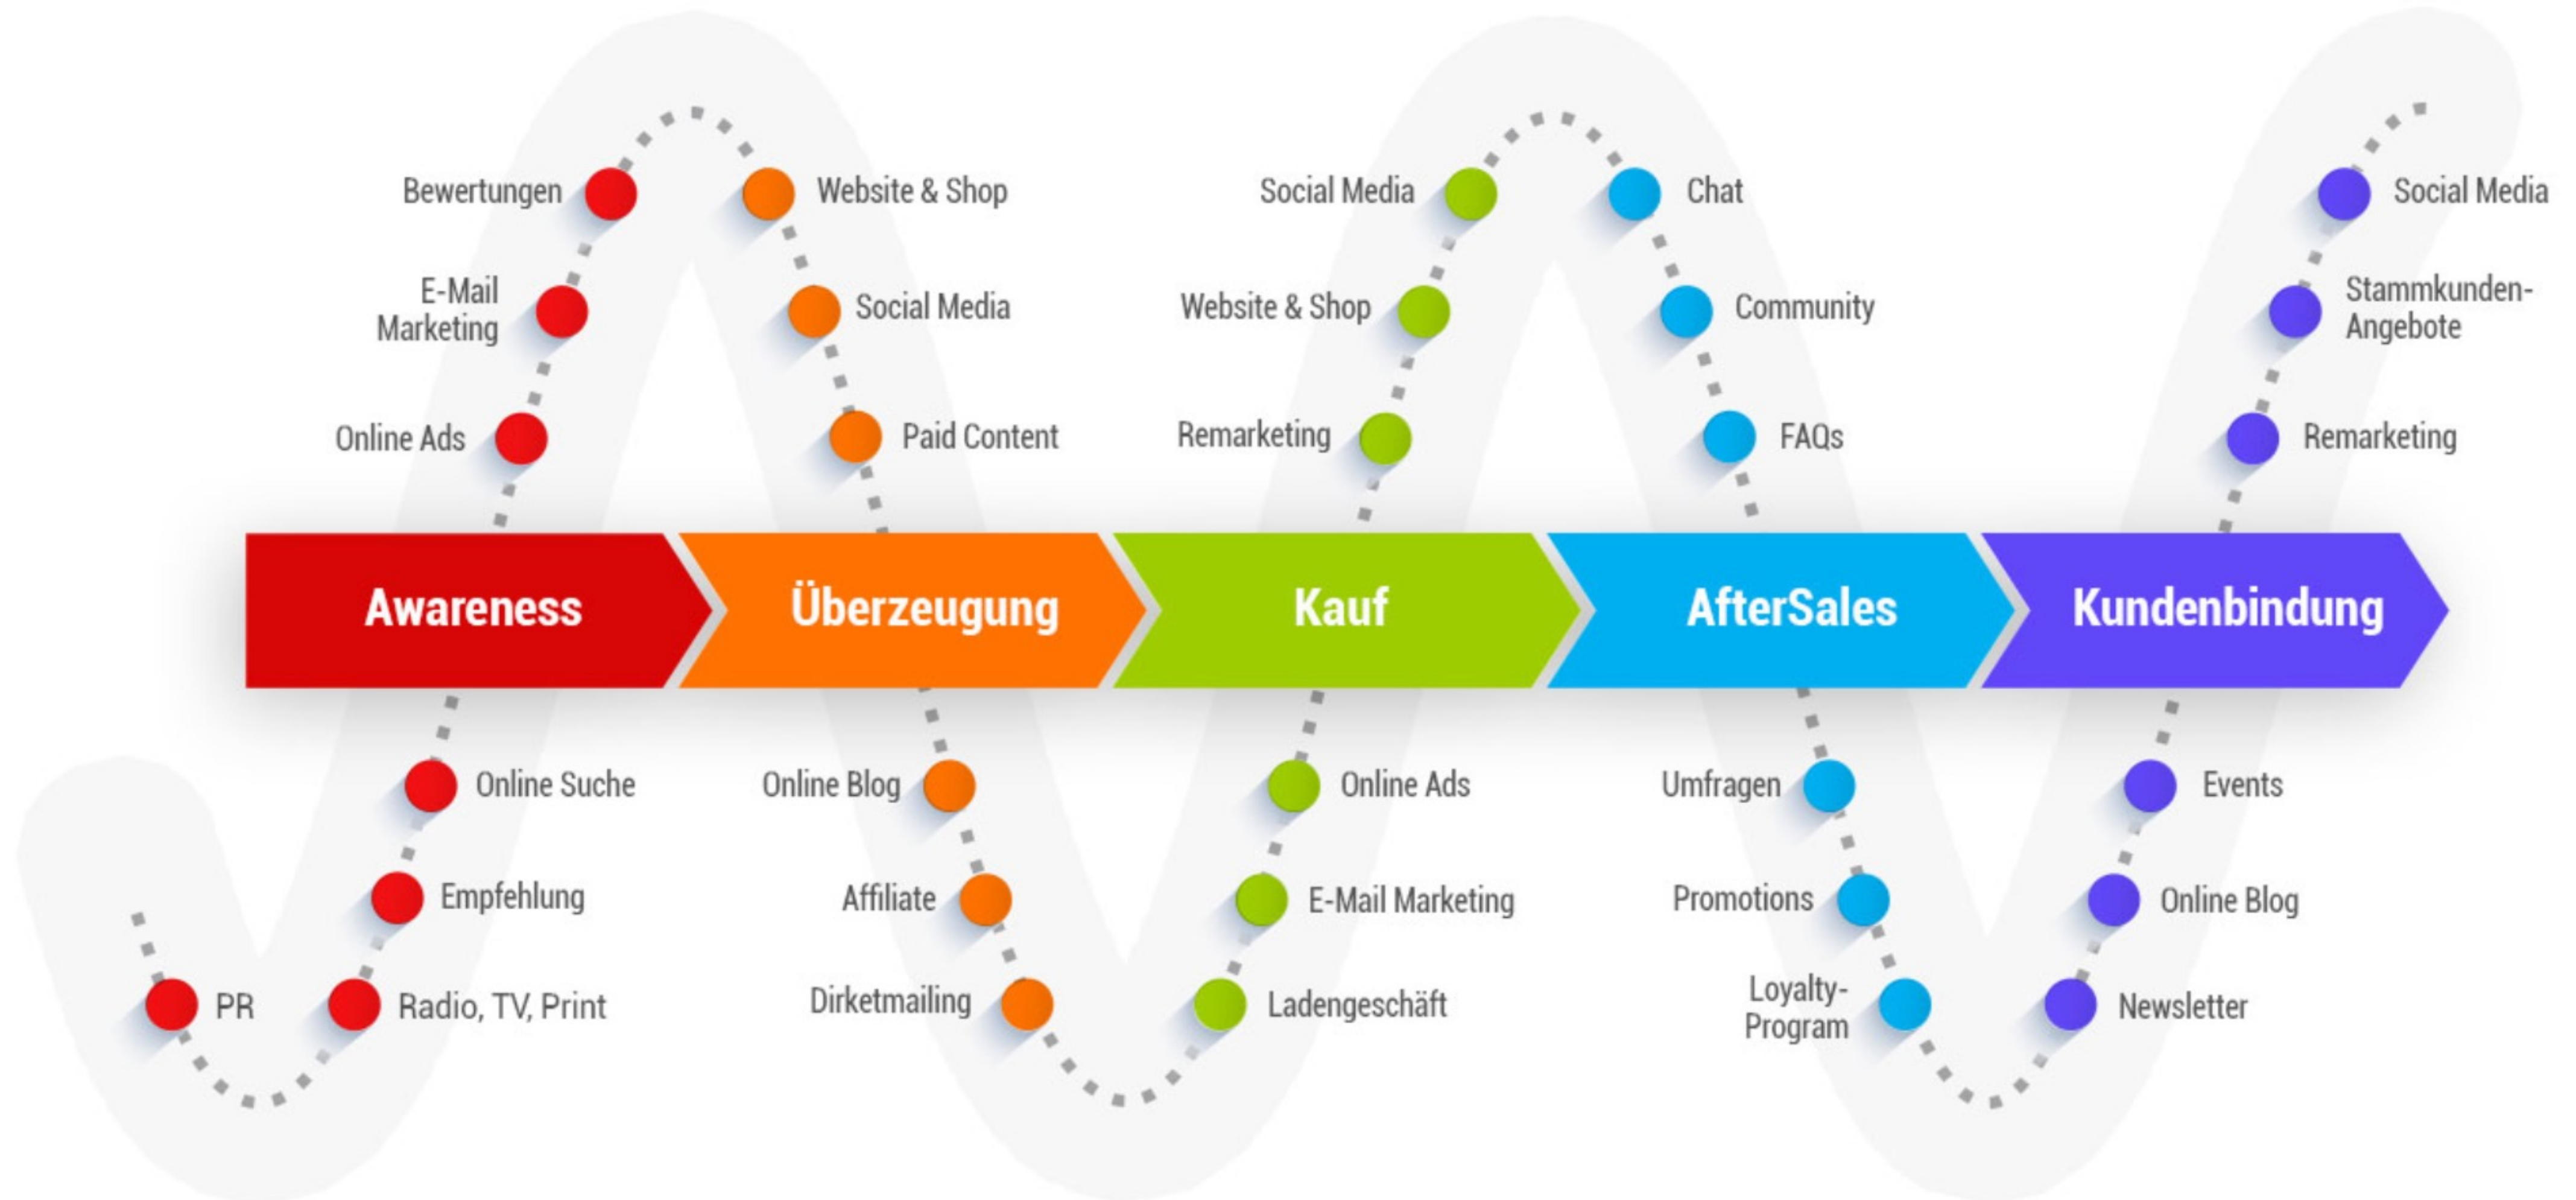 Bewertungen
Website & Shop
Social Media
Chat
Social Media
E-Mail
Marketing
Social Media
Website & Shop
Community
Stammkunden-
Angebote
Online Ads
Paid Content
Remarketing
FAQs
Remarketing
Awareness
Überzeugung
Kauf
AfterSales
Kundenbindung
Online Suche
Online Blog
Online Ads
Umfragen
Events
Empfehlung
Affiliate
E-Mail Marketing
Promotions
Online Blog
PR
Radio, TV, Print
Dirketmailing
Ladengeschäft
Loyalty-
Program
Newsletter